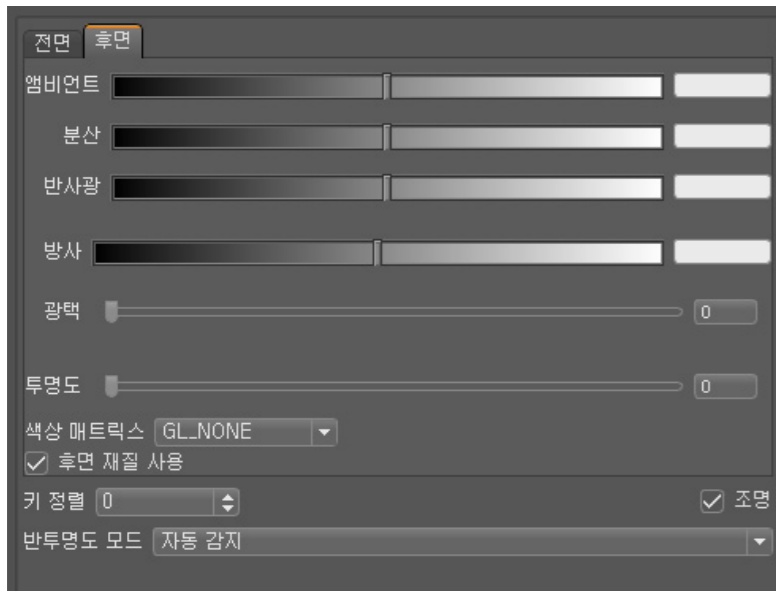 전면 후면
앰비언트
분산
반사광
방사
광택 0
투명도 0
색상 매트릭스 GL_NONE
후면 재질 사용
키 정렬 0 조명
반투명도 모드 자동 감지